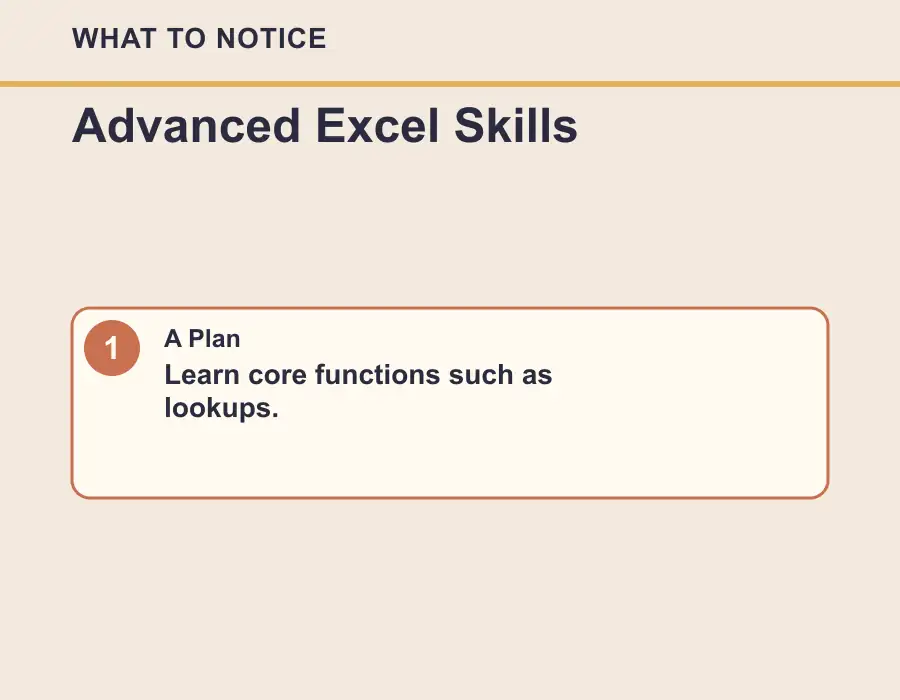 WHAT TO NOTICE
Advanced Excel Skills
1
A Plan
Learn core functions such as
lookups.